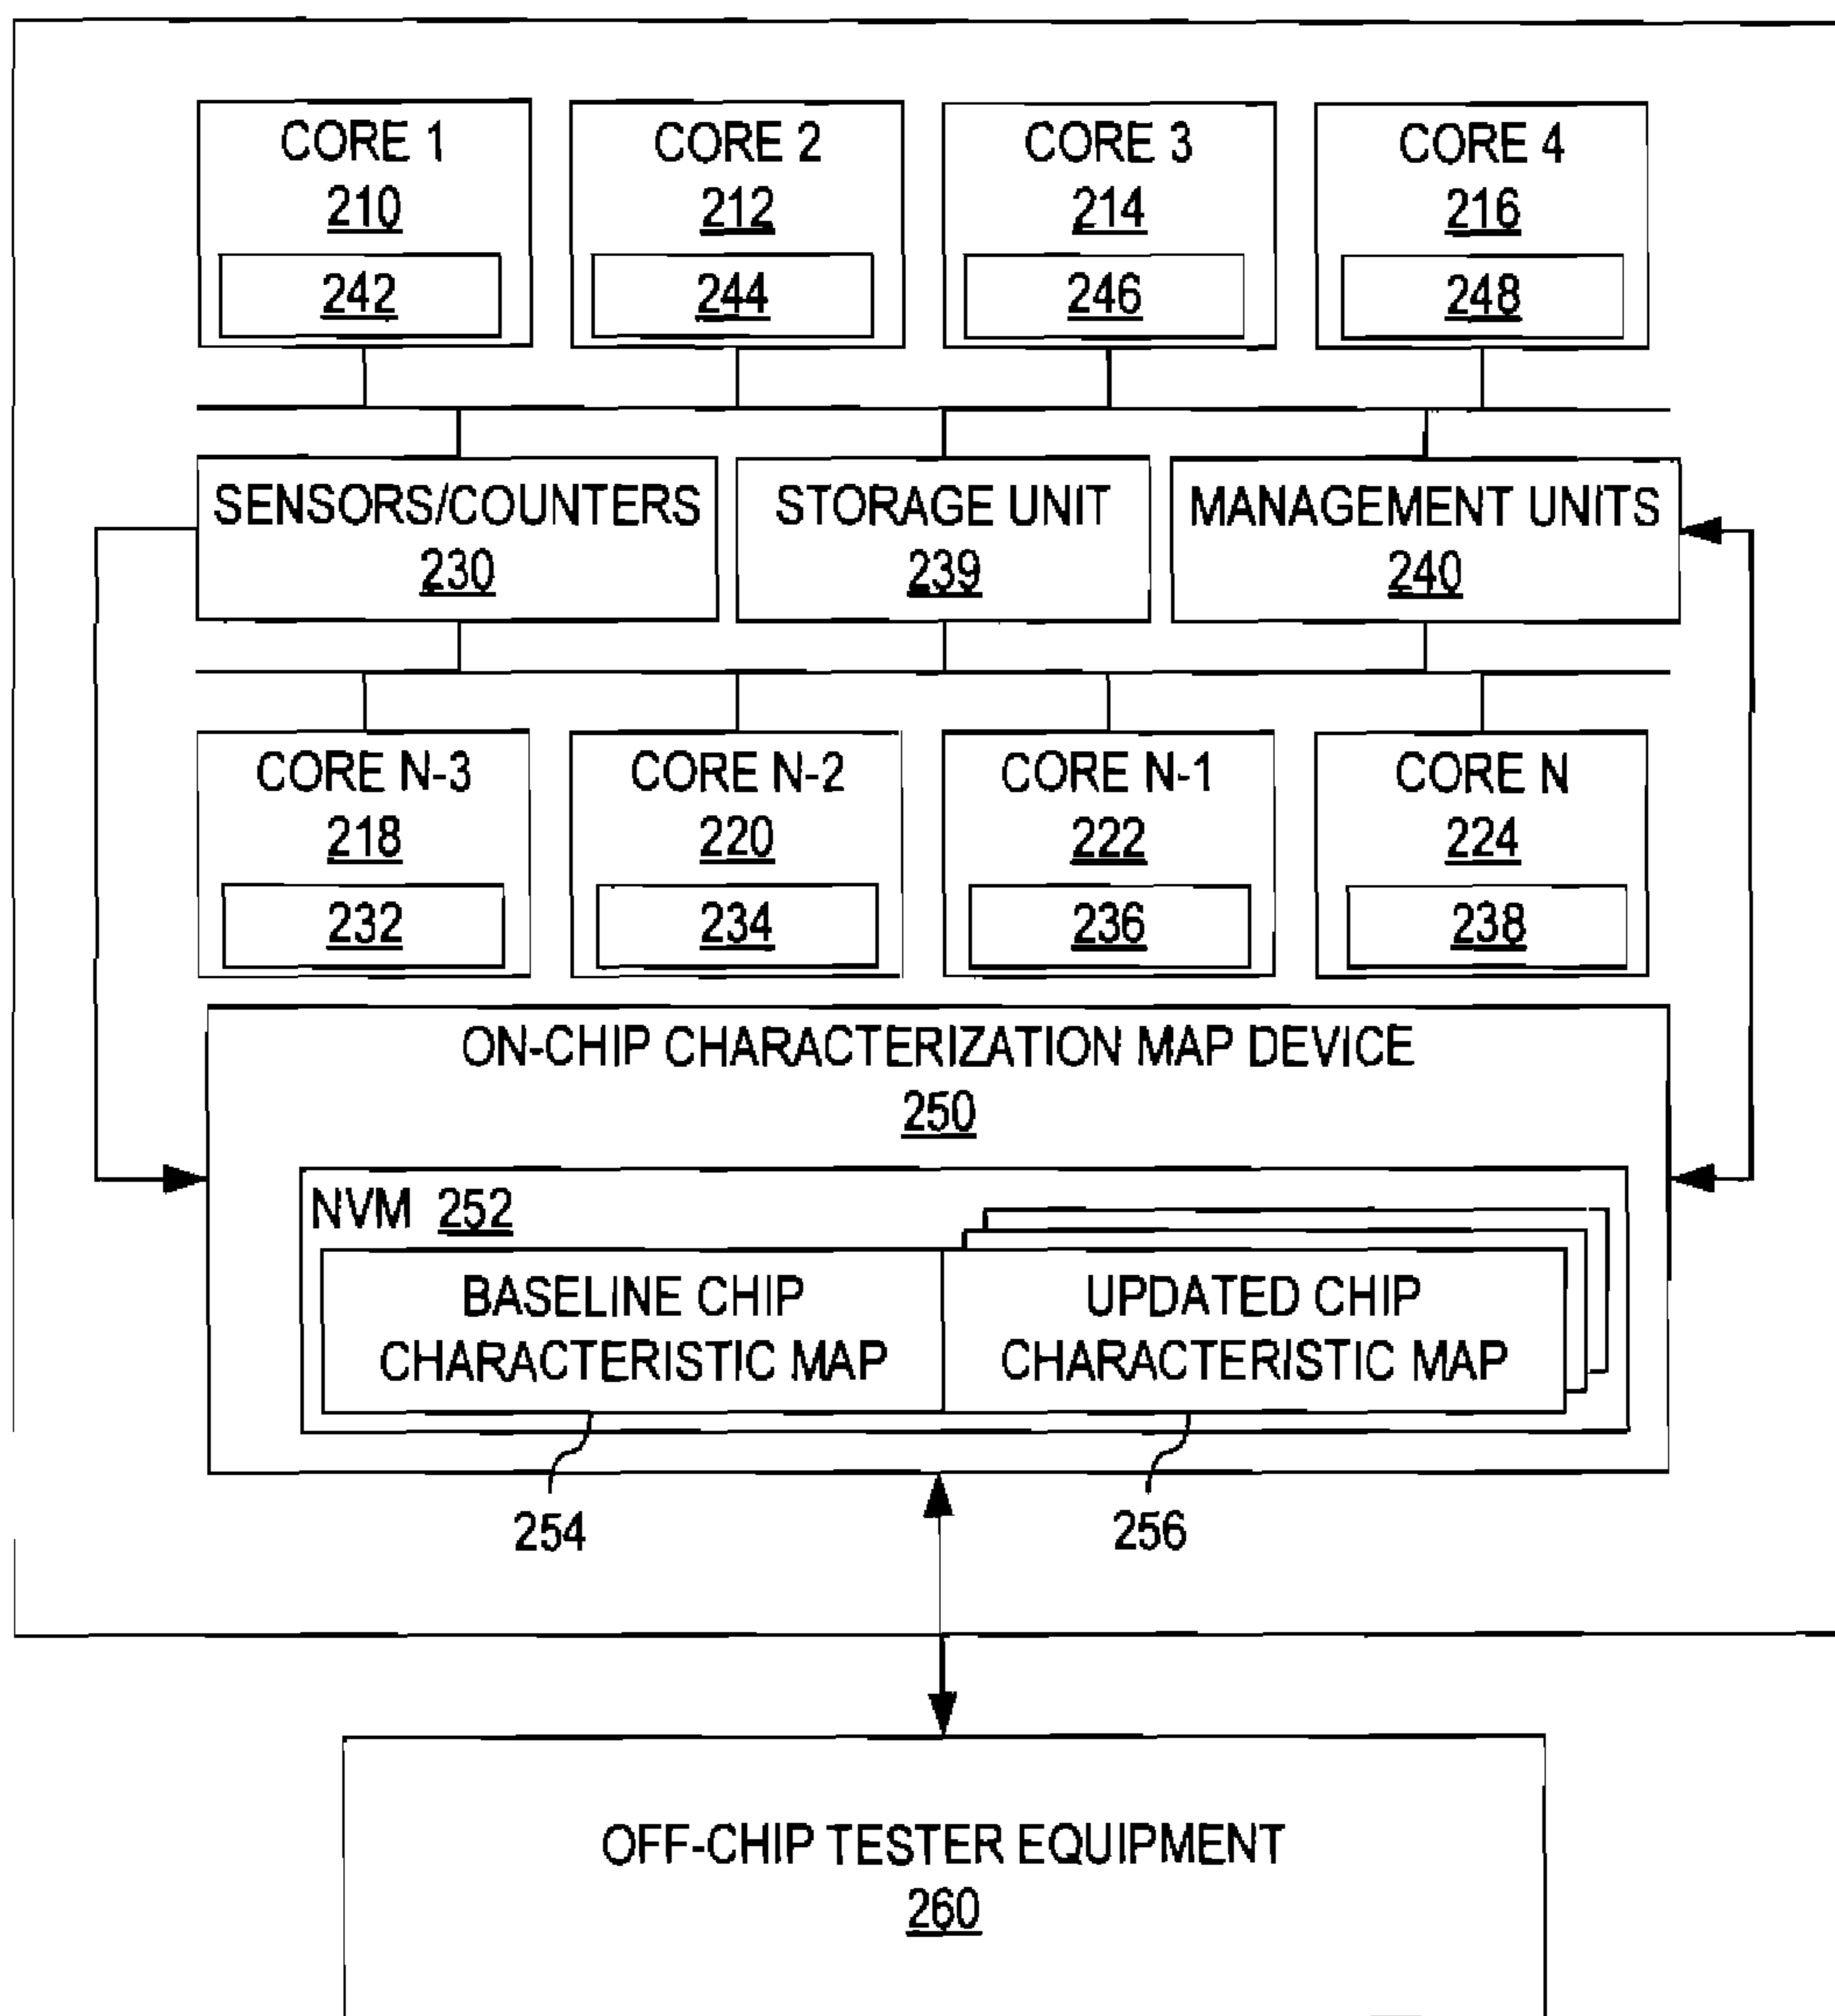 CORE 1
210
242
CORE 2
212
244
CORE 3
214
246
CORE 4
216
248
SENSORS/COUNTERS
230
STORAGE UNIT
239
MANAGEMENT UNITS
240
CORE N-3
218
232
CORE N-2
220
234
CORE N-1
222
236
CORE N
224
238
ON-CHIP CHARACTERIZATION MAP DEVICE
250
NVM 252
BASELINE CHIP
CHARACTERISTIC MAP
UPDATED CHIP
CHARACTERISTIC MAP
254
256
OFF-CHIP TESTER EQUIPMENT
260